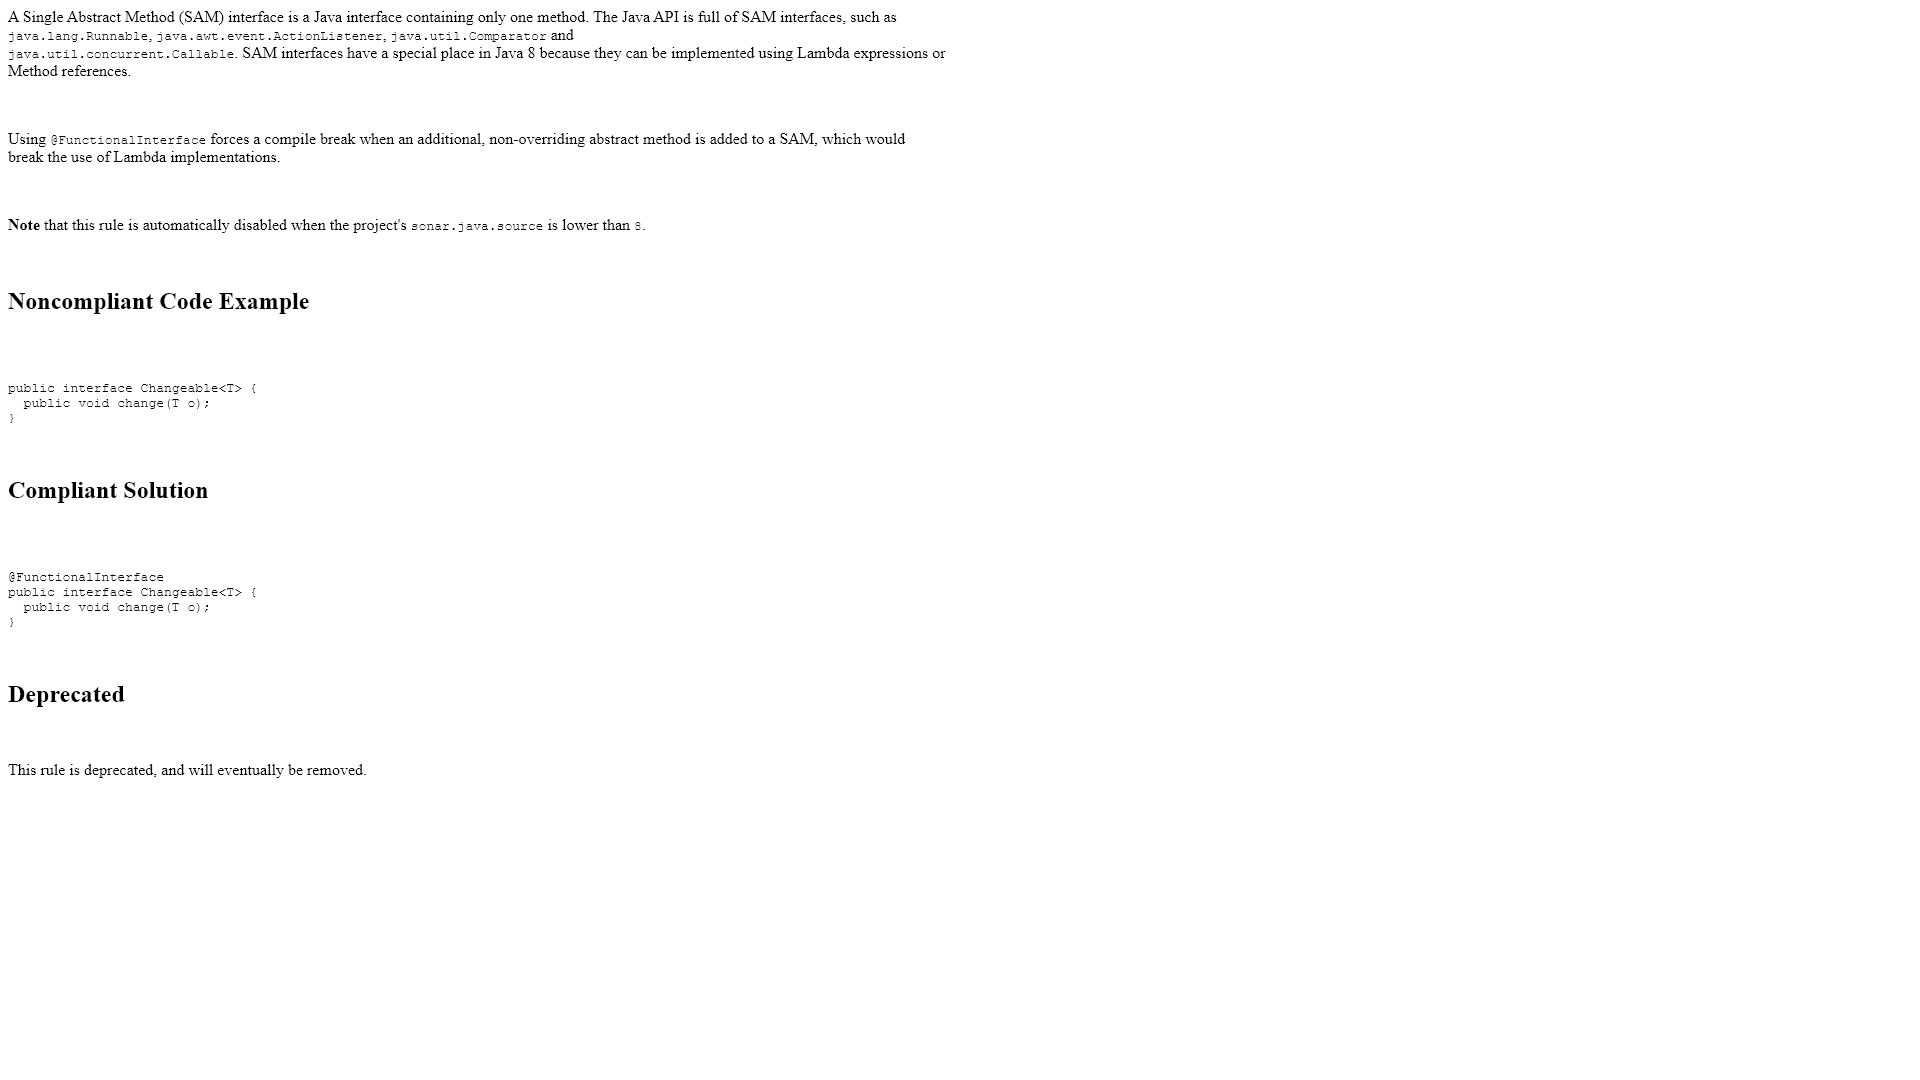 A Single Abstract Method (SAM) interface is a Java interface containing only one method. The Java API is full of SAM interfaces, such as
java.lang.Runnable, java.awt.event.ActionListener, java.util.Comparator and
java.util.concurrent.Callable. SAM interfaces have a special place in Java 8 because they can be implemented using Lambda expressions or
Method references.
Using @FunctionalInterface forces a compile break when an additional, non-overriding abstract method is added to a SAM, which would
break the use of Lambda implementations.
Note that this rule is automatically disabled when the project's sonar.java.source is lower than 8.
Noncompliant Code Example
public interface Changeable<T> {
  public void change(T o);
}
Compliant Solution
@FunctionalInterface
public interface Changeable<T> {
  public void change(T o);
}
Deprecated
This rule is deprecated, and will eventually be removed.